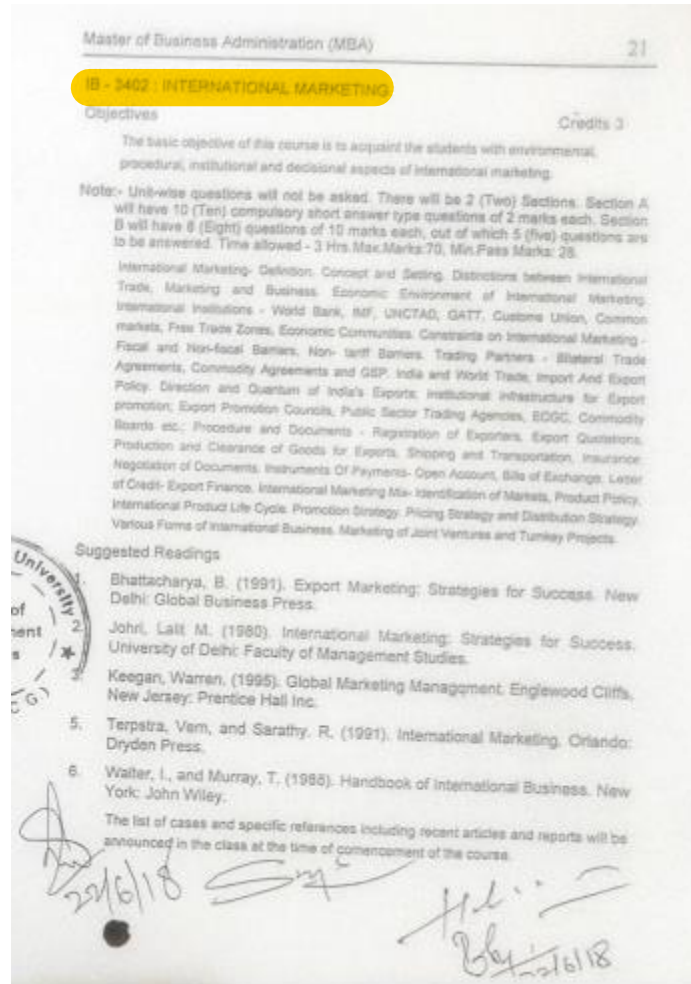 Master of Business Administration (MBA) 21
IB - 3402 : INTERNATIONAL MARKETING
Objectives Credits 3
The basic objective of this course is to acquaint the students with environmental,
procedural, institutional and decisional aspects of international marketing.
Note:- Unit-wise questions will not be asked. There will be 2 (Two) Sections. Section A
will have 10 (Ten) compulsory short answer type questions of 2 marks each. Section
B will have 8 (Eight) questions of 10 marks each, out of which 5 (five) questions are
to be answered. Time allowed - 3 Hrs.Max.Marks:70, Min.Pass Marks: 28.
International Marketing- Definition. Concept and Setting. Distinctions between International
Trade, Marketing and Business. Economic Environment of International Marketing.
International Institutions - World Bank, IMF, UNCTAD, GATT. Customs Union, Common
markets, Free Trade Zones, Economic Communities. Constraints on International Marketing -
Fiscal and Non-fiscal Barriers, Non- tariff Barriers. Trading Partners - Bilateral Trade
Agreements, Commodity Agreements and GSP. India and World Trade, Import And Export
Policy. Direction and Quantum of India's Exports; Institutional Infrastructure for Export
promotion; Export Promotion Councils, Public Sector Trading Agencies, ECGC, Commodity
Boards etc.; Procedure and Documents - Registration of Exporters, Export Quotations,
Production and Clearance of Goods for Exports, Shipping and Transportation, Insurance
Negotiation of Documents. Instruments Of Payments- Open Account, Bills of Exchange. Letter
of Credit- Export Finance. International Marketing Mix- Identification of Markets, Product Policy,
International Product Life Cycle. Promotion Strategy. Pricing Strategy and Distribution Strategy.
Various Forms of International Business. Marketing of Joint Ventures and Turnkey Projects.
Suggested Readings
University
of
ment
s
CG)
1. Bhattacharya, B. (1991). Export Marketing: Strategies for Success. New
Delhi: Global Business Press.
2. Johri, Lalit M. (1980). International Marketing: Strategies for Success.
University of Delhi: Faculty of Management Studies.
3. Keegan, Warren. (1995). Global Marketing Management. Englewood Cliffs,
New Jersey: Prentice Hall Inc.
5. Terpstra, Vern, and Sarathy. R. (1991). International Marketing. Orlando:
Dryden Press.
6. Walter, I., and Murray, T. (1988). Handbook of International Business. New
York: John Wiley.
The list of cases and specific references including recent articles and reports will be
announced in the class at the time of comencement of the course.
22/6/18
22/6/18